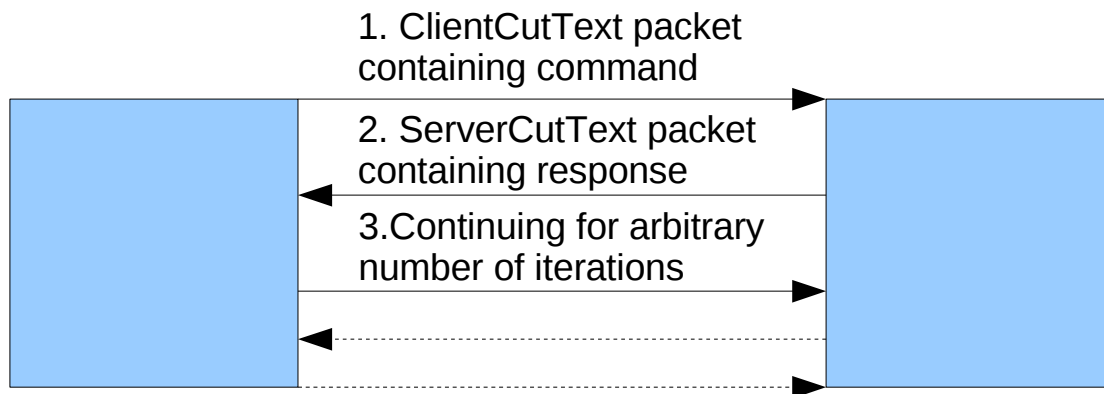 1. ClientCutText packet
containing command
2. ServerCutText packet
containing response
3.Continuing for arbitrary
number of iterations